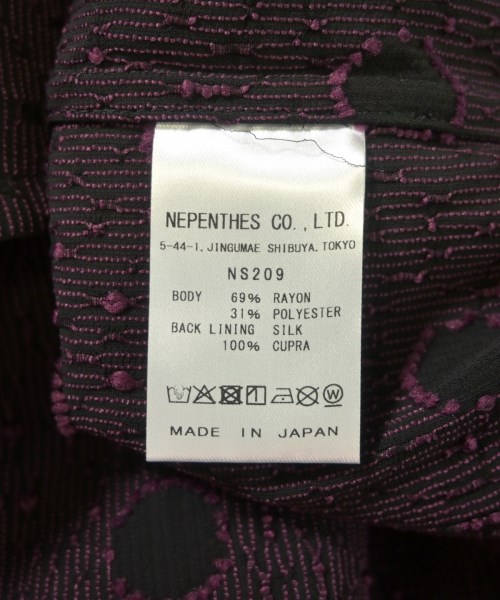 NEPENTHES CO.,LTD.
5-44-1, JINGUMAE SHIBUYA, TOKYO
NS209
BODY 69% RAYON
31% POLYESTER
BACK LINING SILK
100% CUPRA
W
MADE IN JAPAN